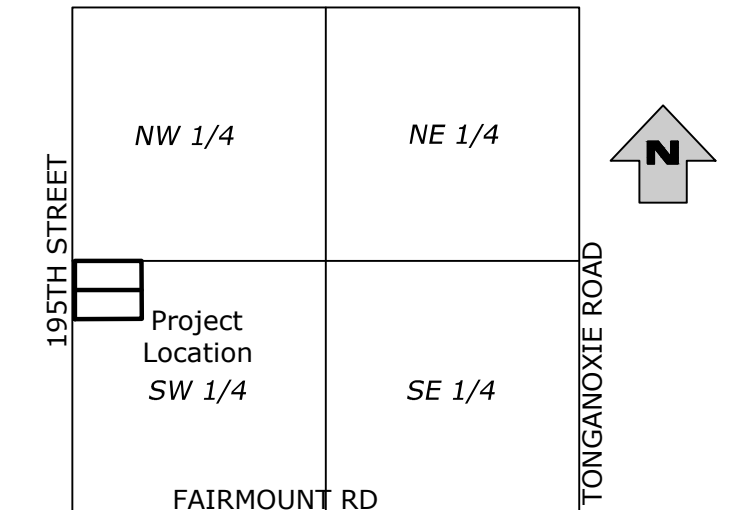 NW 1/4
NE 1/4
N
195TH STREET
Project
Location
SW 1/4
SE 1/4
TONGANOXIE ROAD
FAIRMOUNT RD